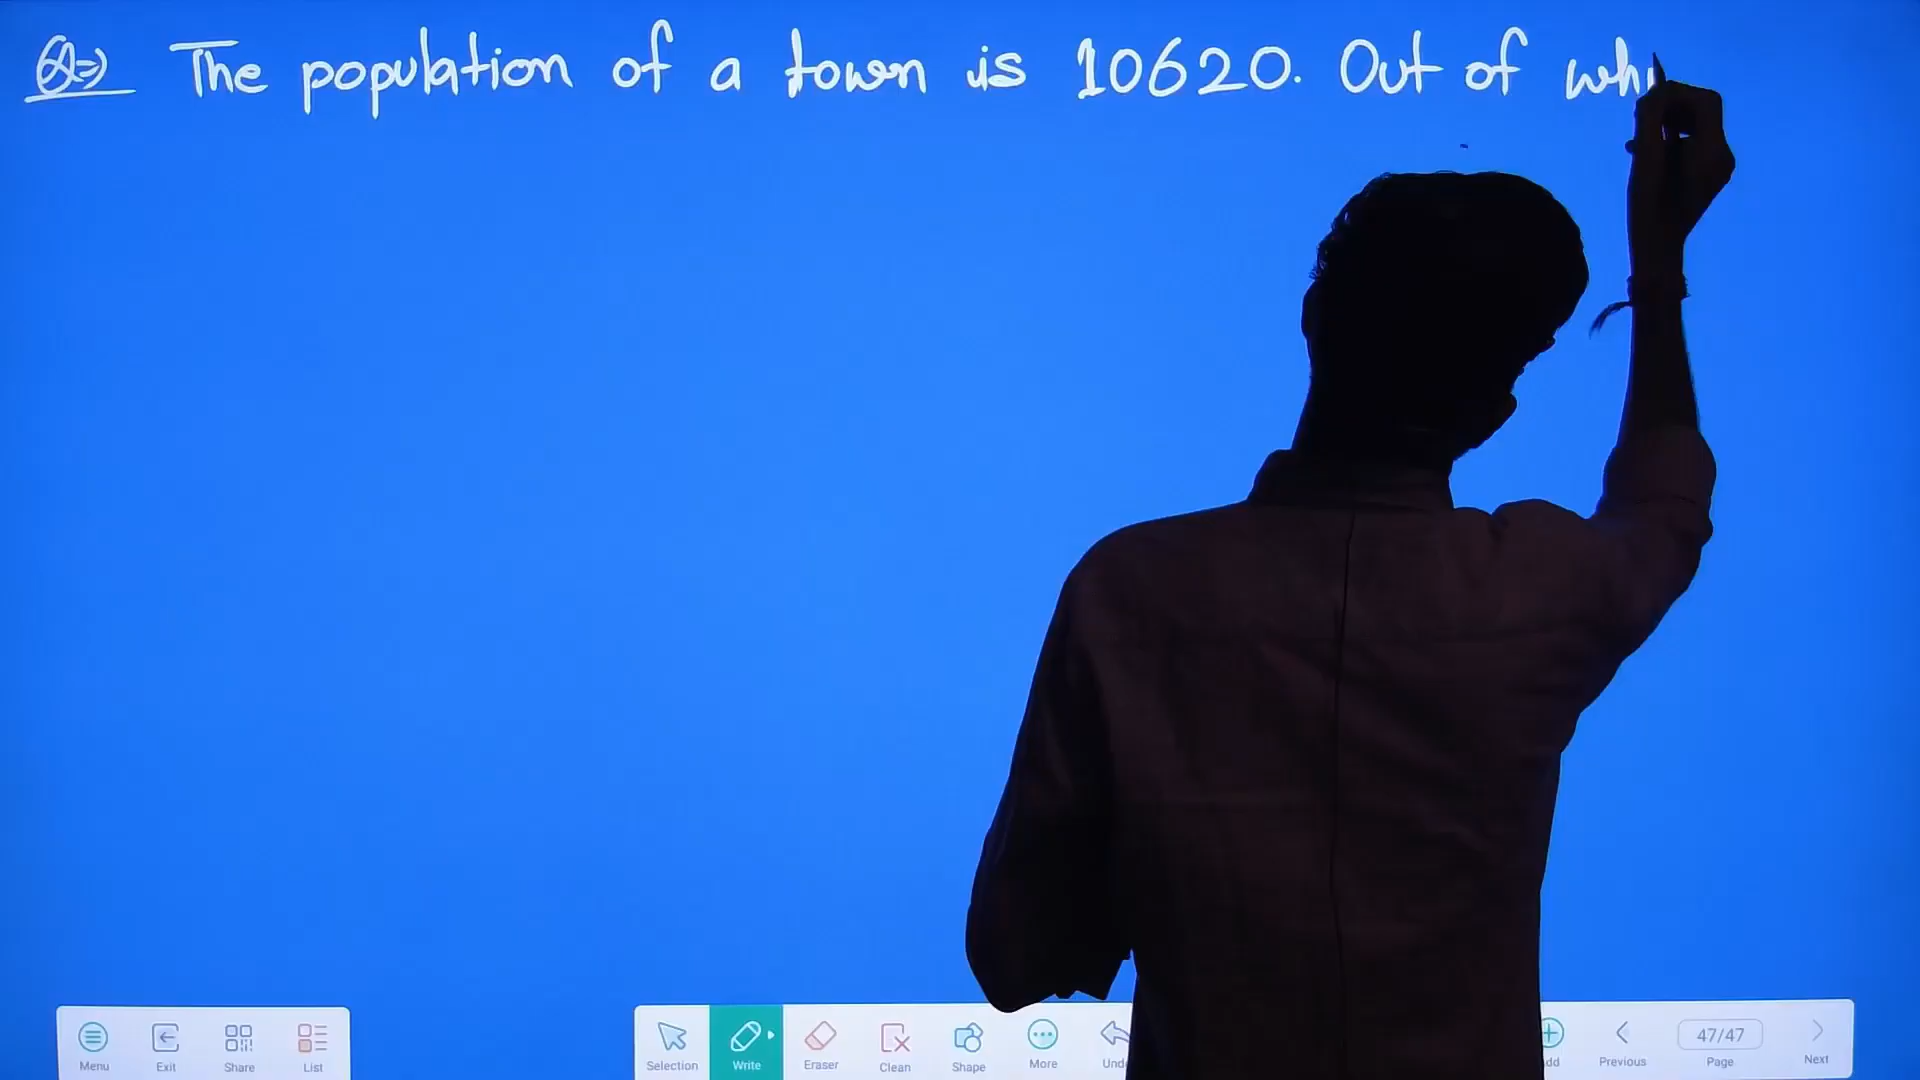 Q⇒ The population of a town is 10620. Out of whi
Menu Exit Share List Selection Write Eraser Clean Shape More Previous 47/47 Page Next